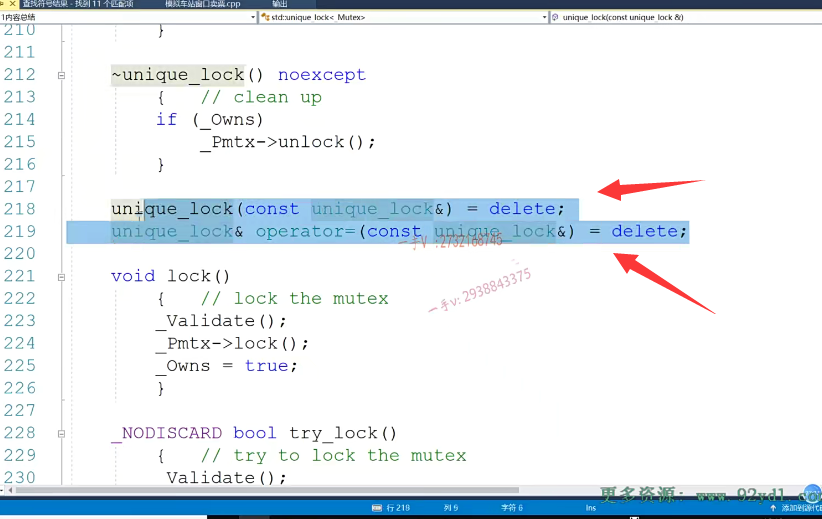 查找符号结果 - 找到 11 个匹配项 模拟车站窗口卖票.cpp 输出
1内容总结 std::unique_lock<_Mutex> unique_lock(const unique_lock &)
210 }
211
212 ~unique_lock() noexcept
213 { // clean up
214 if (_Owns)
215 _Pmtx->unlock();
216 }
217
218 unique_lock(const unique_lock&) = delete;
219 unique_lock& operator=(const unique_lock&) = delete;
一手V :2732168745
220
221 void lock()
222 { // lock the mutex
一手v:2938843375
223 _Validate();
224 _Pmtx->lock();
225 _Owns = true;
226 }
227
228 _NODISCARD bool try_lock()
229 { // try to lock the mutex
230 _Validate();
更多资源: www.92yd1.com
行 219 列 9 字符 6 Ins 添加到源代码